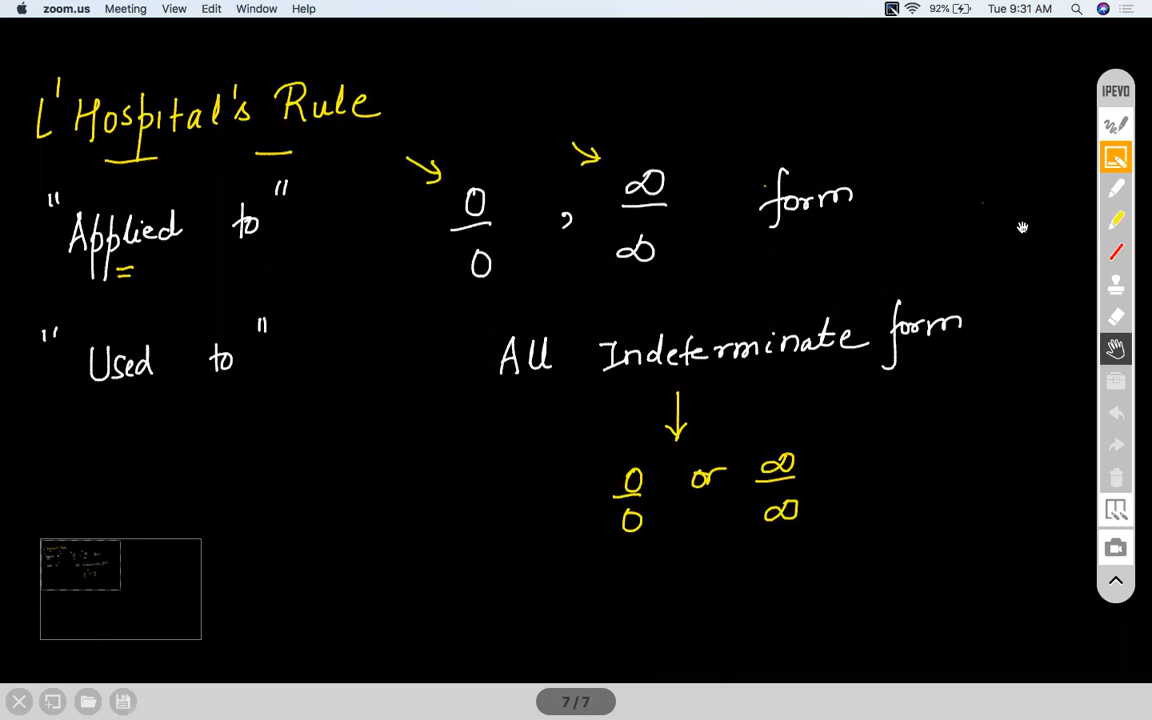 zoom.us Meeting View Edit Window Help 92% Tue 9:31 AM
IPEVO
L'Hospital's Rule
"Applied to" 0/0 , ∞/∞ form
"Used to" All Indeterminate form
↓
0/0 or ∞/∞
7 / 7